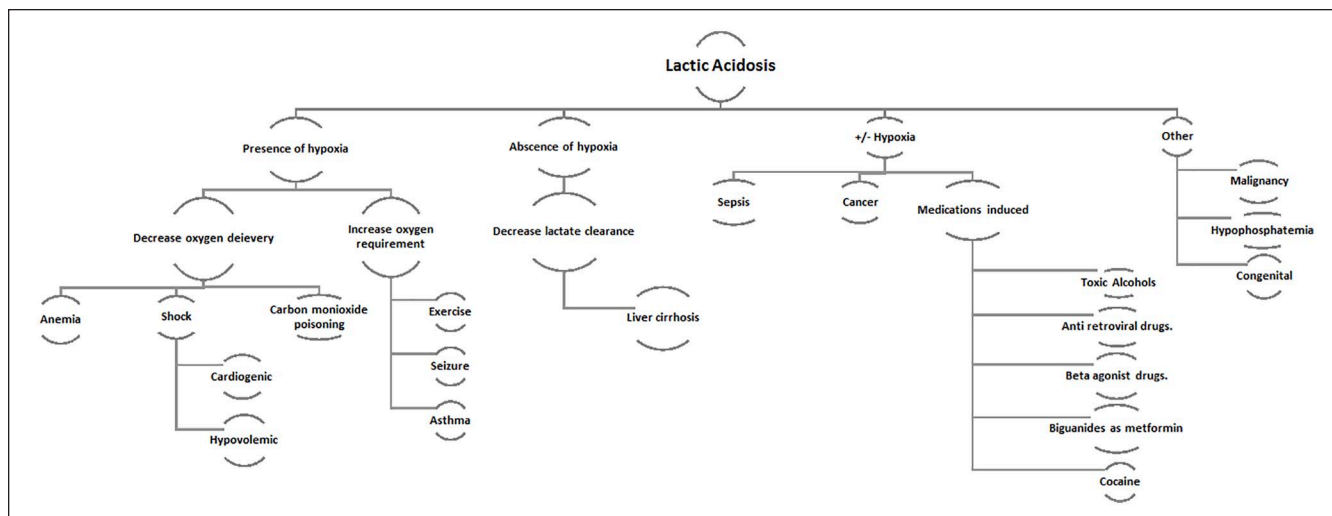 Lactic Acidosis
Presence of hypoxia
Abscence of hypoxia
+/- Hypoxia
Other
Decrease oxygen deievery
Increase oxygen
requirement
Decrease lactate clearance
Sepsis
Cancer
Medications induced
Malignancy
Hypophosphatemia
Congenital
Anemia
Shock
Carbon monioxide
poisoning
Cardiogenic
Hypovolemic
Exercise
Seizure
Asthma
Liver cirrhosis
Toxic Alcohols
Anti retroviral drugs.
Beta agonist drugs.
Biguanides as metformin
Cocaine